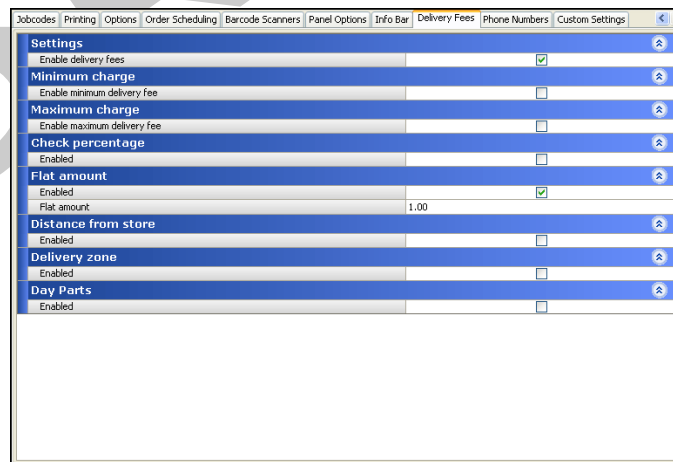 Jobcodes Printing Options Order Scheduling Barcode Scanners Panel Options Info Bar Delivery Fees Phone Numbers Custom Settings
Settings
Enable delivery fees
Minimum charge
Enable minimum delivery fee
Maximum charge
Enable maximum delivery fee
Check percentage
Enabled
Flat amount
Enabled
Flat amount 1.00
Distance from store
Enabled
Delivery zone
Enabled
Day Parts
Enabled